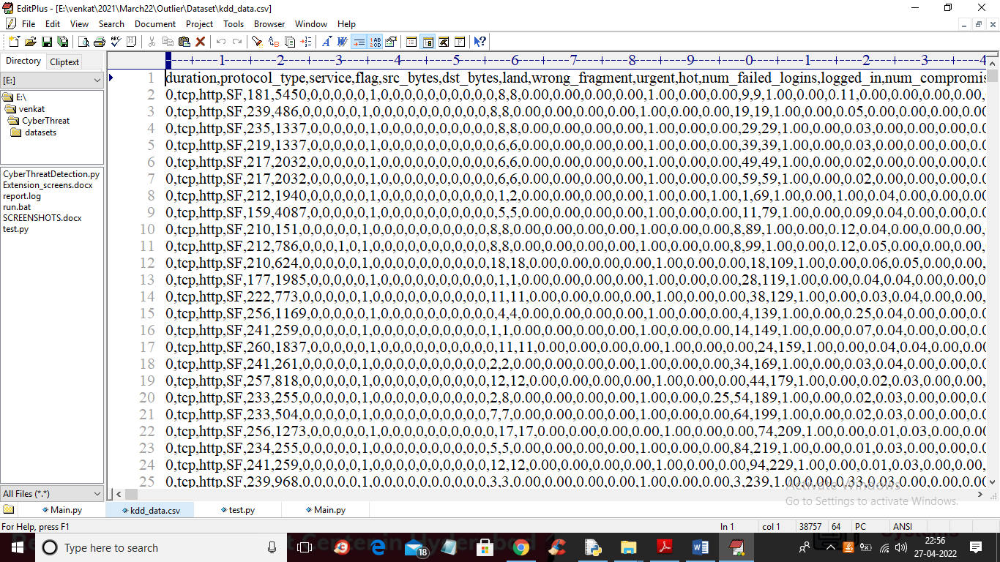 EditPlus - [E:\venkat\2021\March22\Outlier\Dataset\kdd_data.csv]
File Edit View Search Document Project Tools Browser Window Help
Directory Cliptext
[E:]
E:\
venkat
CyberThreat
datasets
CyberThreatDetection.py
Extension_screens.docx
report.log
run.bat
SCREENSHOTS.docx
test.py
All Files (*.*)
----+----1----+----2----+----3----+----4----+----5----+----6----+----7----+----8----+----9----+----0----+----1----+----2----+----3----+----4
1 duration,protocol_type,service,flag,src_bytes,dst_bytes,land,wrong_fragment,urgent,hot,num_failed_logins,logged_in,num_compromis
2 0,tcp,http,SF,181,5450,0,0,0,0,0,1,0,0,0,0,0,0,0,0,0,0,8,8,0.00,0.00,0.00,0.00,1.00,0.00,0.00,9,9,1.00,0.00,0.11,0.00,0.00,0.00,0.00,
3 0,tcp,http,SF,239,486,0,0,0,0,0,1,0,0,0,0,0,0,0,0,0,0,8,8,0.00,0.00,0.00,0.00,1.00,0.00,0.00,19,19,1.00,0.00,0.05,0.00,0.00,0.00,0.00
4 0,tcp,http,SF,235,1337,0,0,0,0,0,1,0,0,0,0,0,0,0,0,0,0,8,8,0.00,0.00,0.00,0.00,1.00,0.00,0.00,29,29,1.00,0.00,0.03,0.00,0.00,0.00,0.0
5 0,tcp,http,SF,219,1337,0,0,0,0,0,1,0,0,0,0,0,0,0,0,0,0,6,6,0.00,0.00,0.00,0.00,1.00,0.00,0.00,39,39,1.00,0.00,0.03,0.00,0.00,0.00,0.0
6 0,tcp,http,SF,217,2032,0,0,0,0,0,1,0,0,0,0,0,0,0,0,0,0,6,6,0.00,0.00,0.00,0.00,1.00,0.00,0.00,49,49,1.00,0.00,0.02,0.00,0.00,0.00,0.0
7 0,tcp,http,SF,217,2032,0,0,0,0,0,1,0,0,0,0,0,0,0,0,0,0,6,6,0.00,0.00,0.00,0.00,1.00,0.00,0.00,59,59,1.00,0.00,0.02,0.00,0.00,0.00,0.0
8 0,tcp,http,SF,212,1940,0,0,0,0,0,1,0,0,0,0,0,0,0,0,0,0,1,2,0.00,0.00,0.00,0.00,1.00,0.00,1.00,1,69,1.00,0.00,1.00,0.04,0.00,0.00,0.00
9 0,tcp,http,SF,159,4087,0,0,0,0,0,1,0,0,0,0,0,0,0,0,0,0,5,5,0.00,0.00,0.00,0.00,1.00,0.00,0.00,11,79,1.00,0.00,0.09,0.04,0.00,0.00,0.0
10 0,tcp,http,SF,210,151,0,0,0,0,0,1,0,0,0,0,0,0,0,0,0,0,8,8,0.00,0.00,0.00,0.00,1.00,0.00,0.00,8,89,1.00,0.00,0.12,0.04,0.00,0.00,0.00,
11 0,tcp,http,SF,212,786,0,0,0,1,0,1,0,0,0,0,0,0,0,0,0,0,8,8,0.00,0.00,0.00,0.00,1.00,0.00,0.00,8,99,1.00,0.00,0.12,0.05,0.00,0.00,0.00,
12 0,tcp,http,SF,210,624,0,0,0,0,0,1,0,0,0,0,0,0,0,0,0,0,18,18,0.00,0.00,0.00,0.00,1.00,0.00,0.00,18,109,1.00,0.00,0.06,0.05,0.00,0.00,
13 0,tcp,http,SF,177,1985,0,0,0,0,0,1,0,0,0,0,0,0,0,0,0,0,1,1,0.00,0.00,0.00,0.00,1.00,0.00,0.00,28,119,1.00,0.00,0.04,0.04,0.00,0.00,0
14 0,tcp,http,SF,222,773,0,0,0,0,0,1,0,0,0,0,0,0,0,0,0,0,11,11,0.00,0.00,0.00,0.00,1.00,0.00,0.00,38,129,1.00,0.00,0.03,0.04,0.00,0.00,
15 0,tcp,http,SF,256,1169,0,0,0,0,0,1,0,0,0,0,0,0,0,0,0,0,4,4,0.00,0.00,0.00,0.00,1.00,0.00,0.00,4,139,1.00,0.00,0.25,0.04,0.00,0.00,0.0
16 0,tcp,http,SF,241,259,0,0,0,0,0,1,0,0,0,0,0,0,0,0,0,0,1,1,0.00,0.00,0.00,0.00,1.00,0.00,0.00,14,149,1.00,0.00,0.07,0.04,0.00,0.00,0.0
17 0,tcp,http,SF,260,1837,0,0,0,0,0,1,0,0,0,0,0,0,0,0,0,0,11,11,0.00,0.00,0.00,0.00,1.00,0.00,0.00,24,159,1.00,0.00,0.04,0.04,0.00,0.00
18 0,tcp,http,SF,241,261,0,0,0,0,0,1,0,0,0,0,0,0,0,0,0,0,2,2,0.00,0.00,0.00,0.00,1.00,0.00,0.00,34,169,1.00,0.00,0.03,0.04,0.00,0.00,0.0
19 0,tcp,http,SF,257,818,0,0,0,0,0,1,0,0,0,0,0,0,0,0,0,0,12,12,0.00,0.00,0.00,0.00,1.00,0.00,0.00,44,179,1.00,0.00,0.02,0.03,0.00,0.00,
20 0,tcp,http,SF,233,255,0,0,0,0,0,1,0,0,0,0,0,0,0,0,0,0,2,8,0.00,0.00,0.00,0.00,1.00,0.00,0.25,54,189,1.00,0.00,0.02,0.03,0.00,0.00,0.0
21 0,tcp,http,SF,233,504,0,0,0,0,0,1,0,0,0,0,0,0,0,0,0,0,7,7,0.00,0.00,0.00,0.00,1.00,0.00,0.00,64,199,1.00,0.00,0.02,0.03,0.00,0.00,0.0
22 0,tcp,http,SF,256,1273,0,0,0,0,0,1,0,0,0,0,0,0,0,0,0,0,17,17,0.00,0.00,0.00,0.00,1.00,0.00,0.00,74,209,1.00,0.00,0.01,0.03,0.00,0.00
23 0,tcp,http,SF,234,255,0,0,0,0,0,1,0,0,0,0,0,0,0,0,0,0,5,5,0.00,0.00,0.00,0.00,1.00,0.00,0.00,84,219,1.00,0.00,0.01,0.03,0.00,0.00,0.0
24 0,tcp,http,SF,241,259,0,0,0,0,0,1,0,0,0,0,0,0,0,0,0,0,12,12,0.00,0.00,0.00,0.00,1.00,0.00,0.00,94,229,1.00,0.00,0.01,0.03,0.00,0.00,
25 0,tcp,http,SF,239,968,0,0,0,0,0,1,0,0,0,0,0,0,0,0,0,0,3,3,0.00,0.00,0.00,0.00,1.00,0.00,0.00,3,239,1.00,0.00,0.33,0.03,0.00,0.00,0.00
Activate Windows
Go to Settings to activate Windows.
Main.py kdd_data.csv test.py Main.py
For Help, press F1 ln 1 col 1 38757 64 PC ANSI
Type here to search
18
22:56
27-04-2022